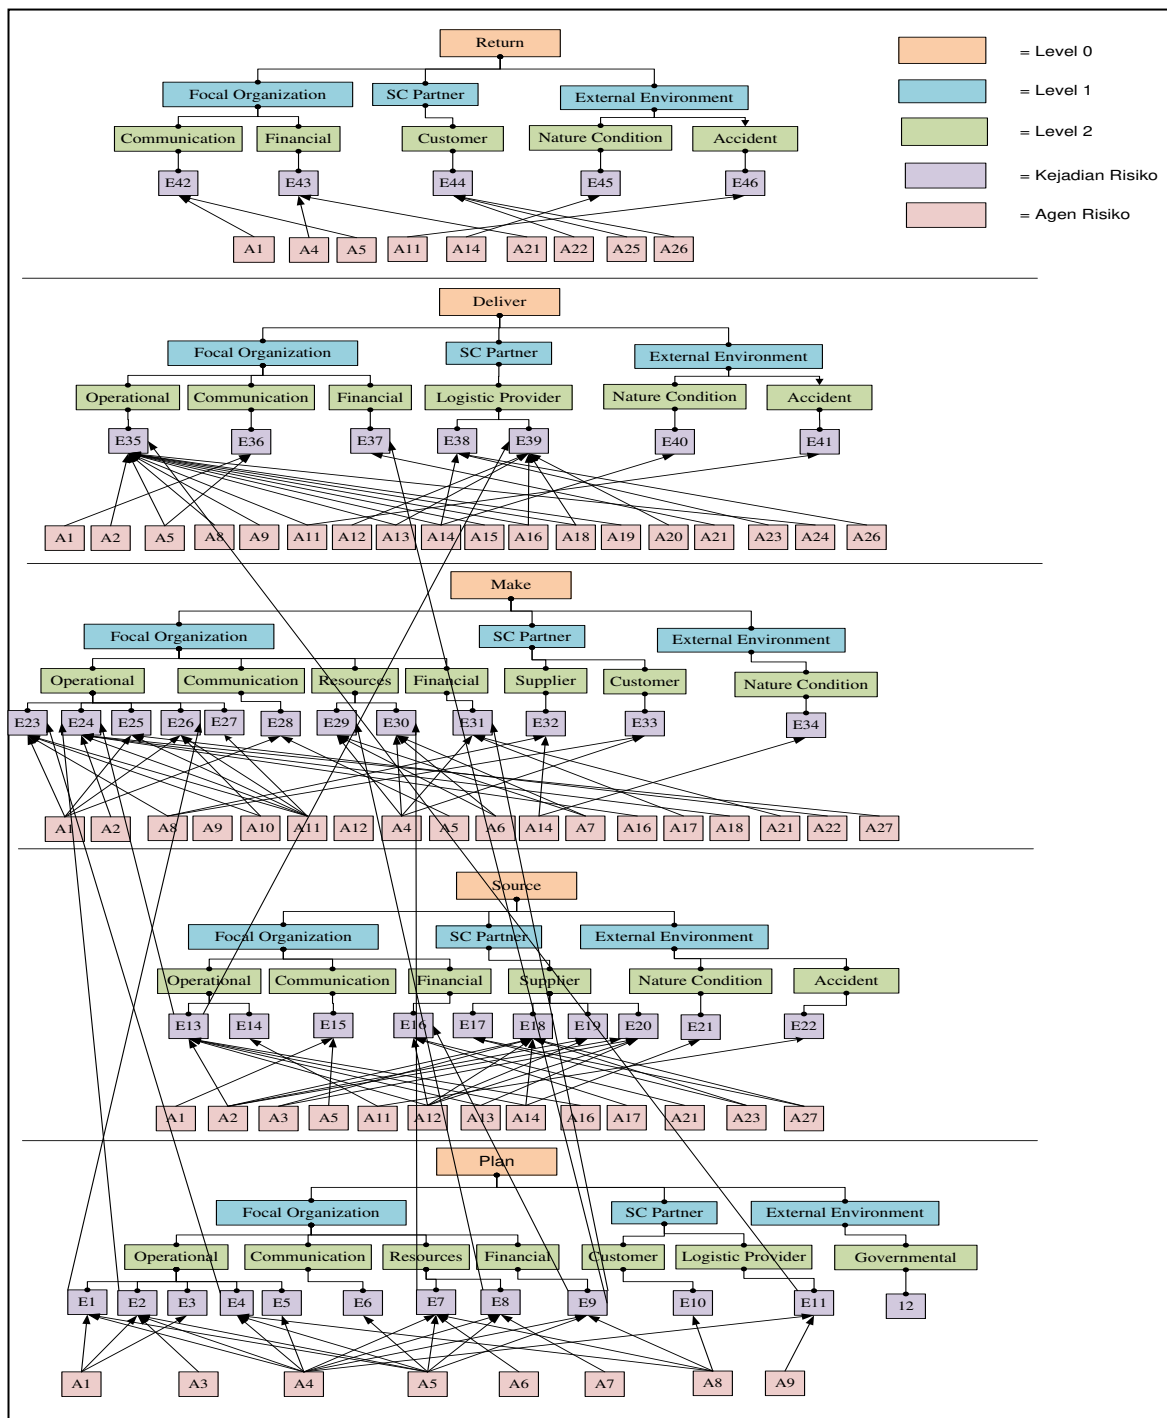 Return
= Level 0
Focal Organization SC Partner External Environment
= Level 1
Communication Financial Customer Nature Condition Accident
= Level 2
E42 E43 E44 E45 E46
= Kejadian Risiko
= Agen Risiko
A1 A4 A5 A11 A14 A21 A22 A25 A26
Deliver
Focal Organization SC Partner External Environment
Operational Communication Financial Logistic Provider Nature Condition Accident
E35 E36 E37 E38 E39 E40 E41
A1 A2 A5 A8 A9 A11 A12 A13 A14 A15 A16 A18 A19 A20 A21 A23 A24 A26
Make
Focal Organization SC Partner External Environment
Operational Communication Resources Financial Supplier Customer Nature Condition
E23 E24 E25 E26 E27 E28 E29 E30 E31 E32 E33 E34
A1 A2 A8 A9 A10 A11 A12 A4 A5 A6 A14 A7 A16 A17 A18 A21 A22 A27
Source
Focal Organization SC Partner External Environment
Operational Communication Financial Supplier Nature Condition Accident
E13 E14 E15 E16 E17 E18 E19 E20 E21 E22
A1 A2 A3 A5 A11 A12 A13 A14 A16 A17 A21 A23 A27
Plan
Focal Organization SC Partner External Environment
Operational Communication Resources Financial Customer Logistic Provider Governmental
E1 E2 E3 E4 E5 E6 E7 E8 E9 E10 E11 12
A1 A3 A4 A5 A6 A7 A8 A9